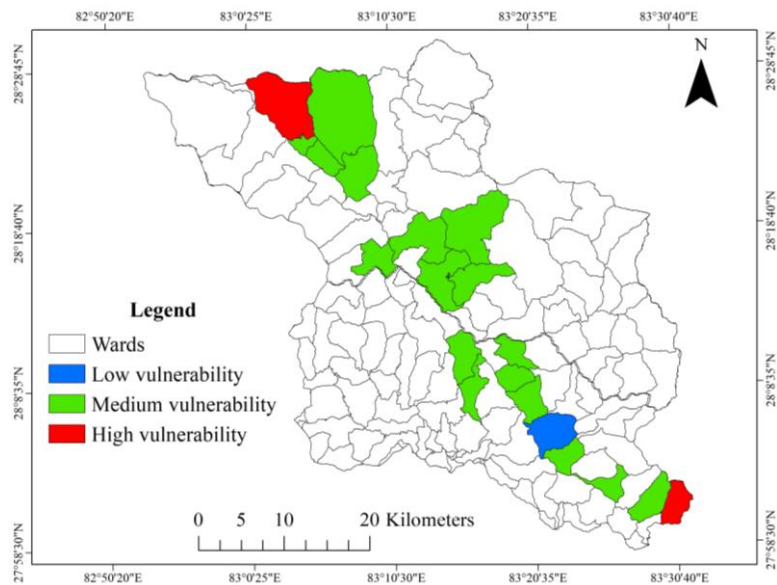 82°50'20"E 83°0'25"E 83°10'30"E 83°20'35"E 83°30'40"E
N
28°28'45"N 28°28'45"N
28°18'40"N 28°18'40"N
Legend
Wards
Low vulnerability
Medium vulnerability
High vulnerability
28°8'35"N 28°8'35"N
0 5 10 20 Kilometers
27°58'30"N 27°58'30"N
82°50'20"E 83°0'25"E 83°10'30"E 83°20'35"E 83°30'40"E